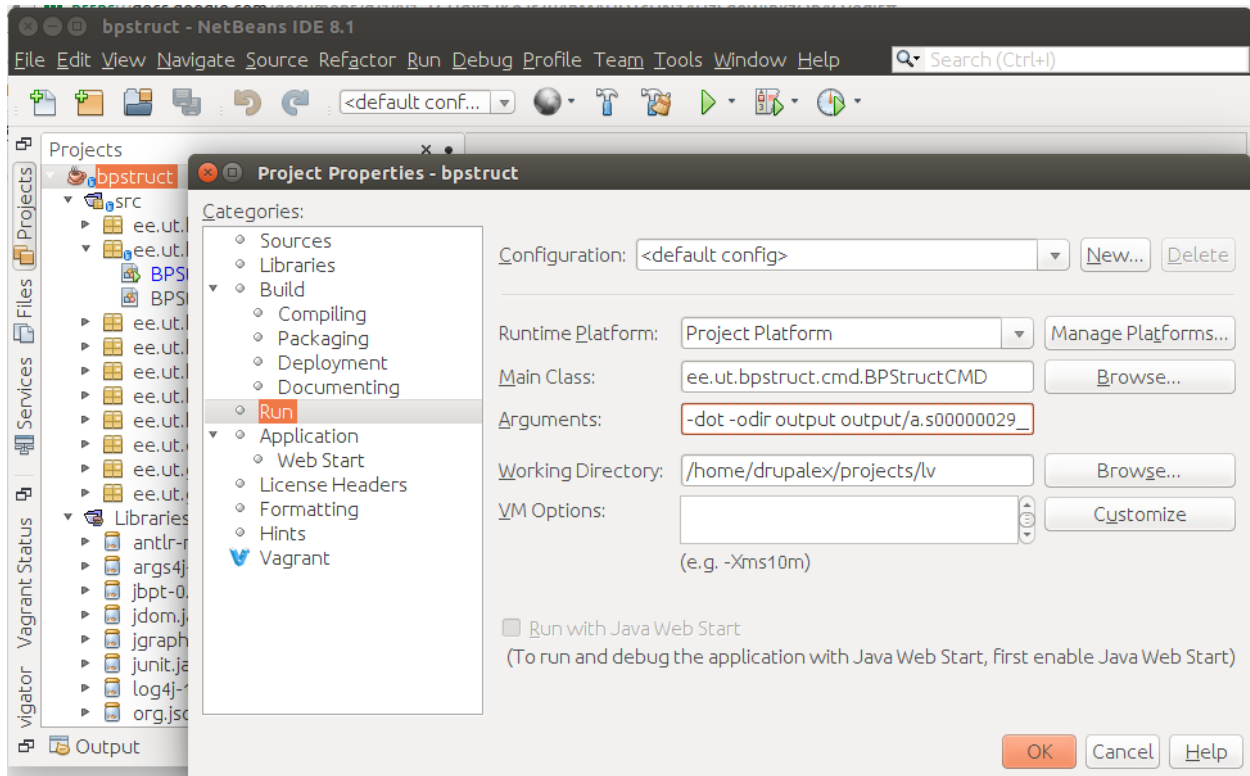 bpstruct - NetBeans IDE 8.1
File Edit View Navigate Source Refactor Run Debug Profile Team Tools Window Help
Search (Ctrl+I)
<default conf...
Projects
bpstruct
src
ee.ut.
ee.ut.
BPSt
BPSt
ee.ut.
ee.ut.
ee.ut.
ee.ut.
ee.ut.
ee.ut.
ee.ut.
ee.ut.
Libraries
antlr-r
args4j-
jbpt-0.
jdom.ja
jgraph
junit.ja
log4j-1
org.jso
Projects
Files
Services
Vagrant Status
vigator
Output
Project Properties - bpstruct
Categories:
Sources
Libraries
Build
Compiling
Packaging
Deployment
Documenting
Run
Application
Web Start
License Headers
Formatting
Hints
Vagrant
Configuration: <default config> New... Delete
Runtime Platform: Project Platform Manage Platforms...
Main Class: ee.ut.bpstruct.cmd.BPStructCMD Browse...
Arguments: -dot -odir output output/a.s00000029_
Working Directory: /home/drupalex/projects/lv Browse...
VM Options: Customize
(e.g. -Xms10m)
Run with Java Web Start
(To run and debug the application with Java Web Start, first enable Java Web Start)
OK Cancel Help